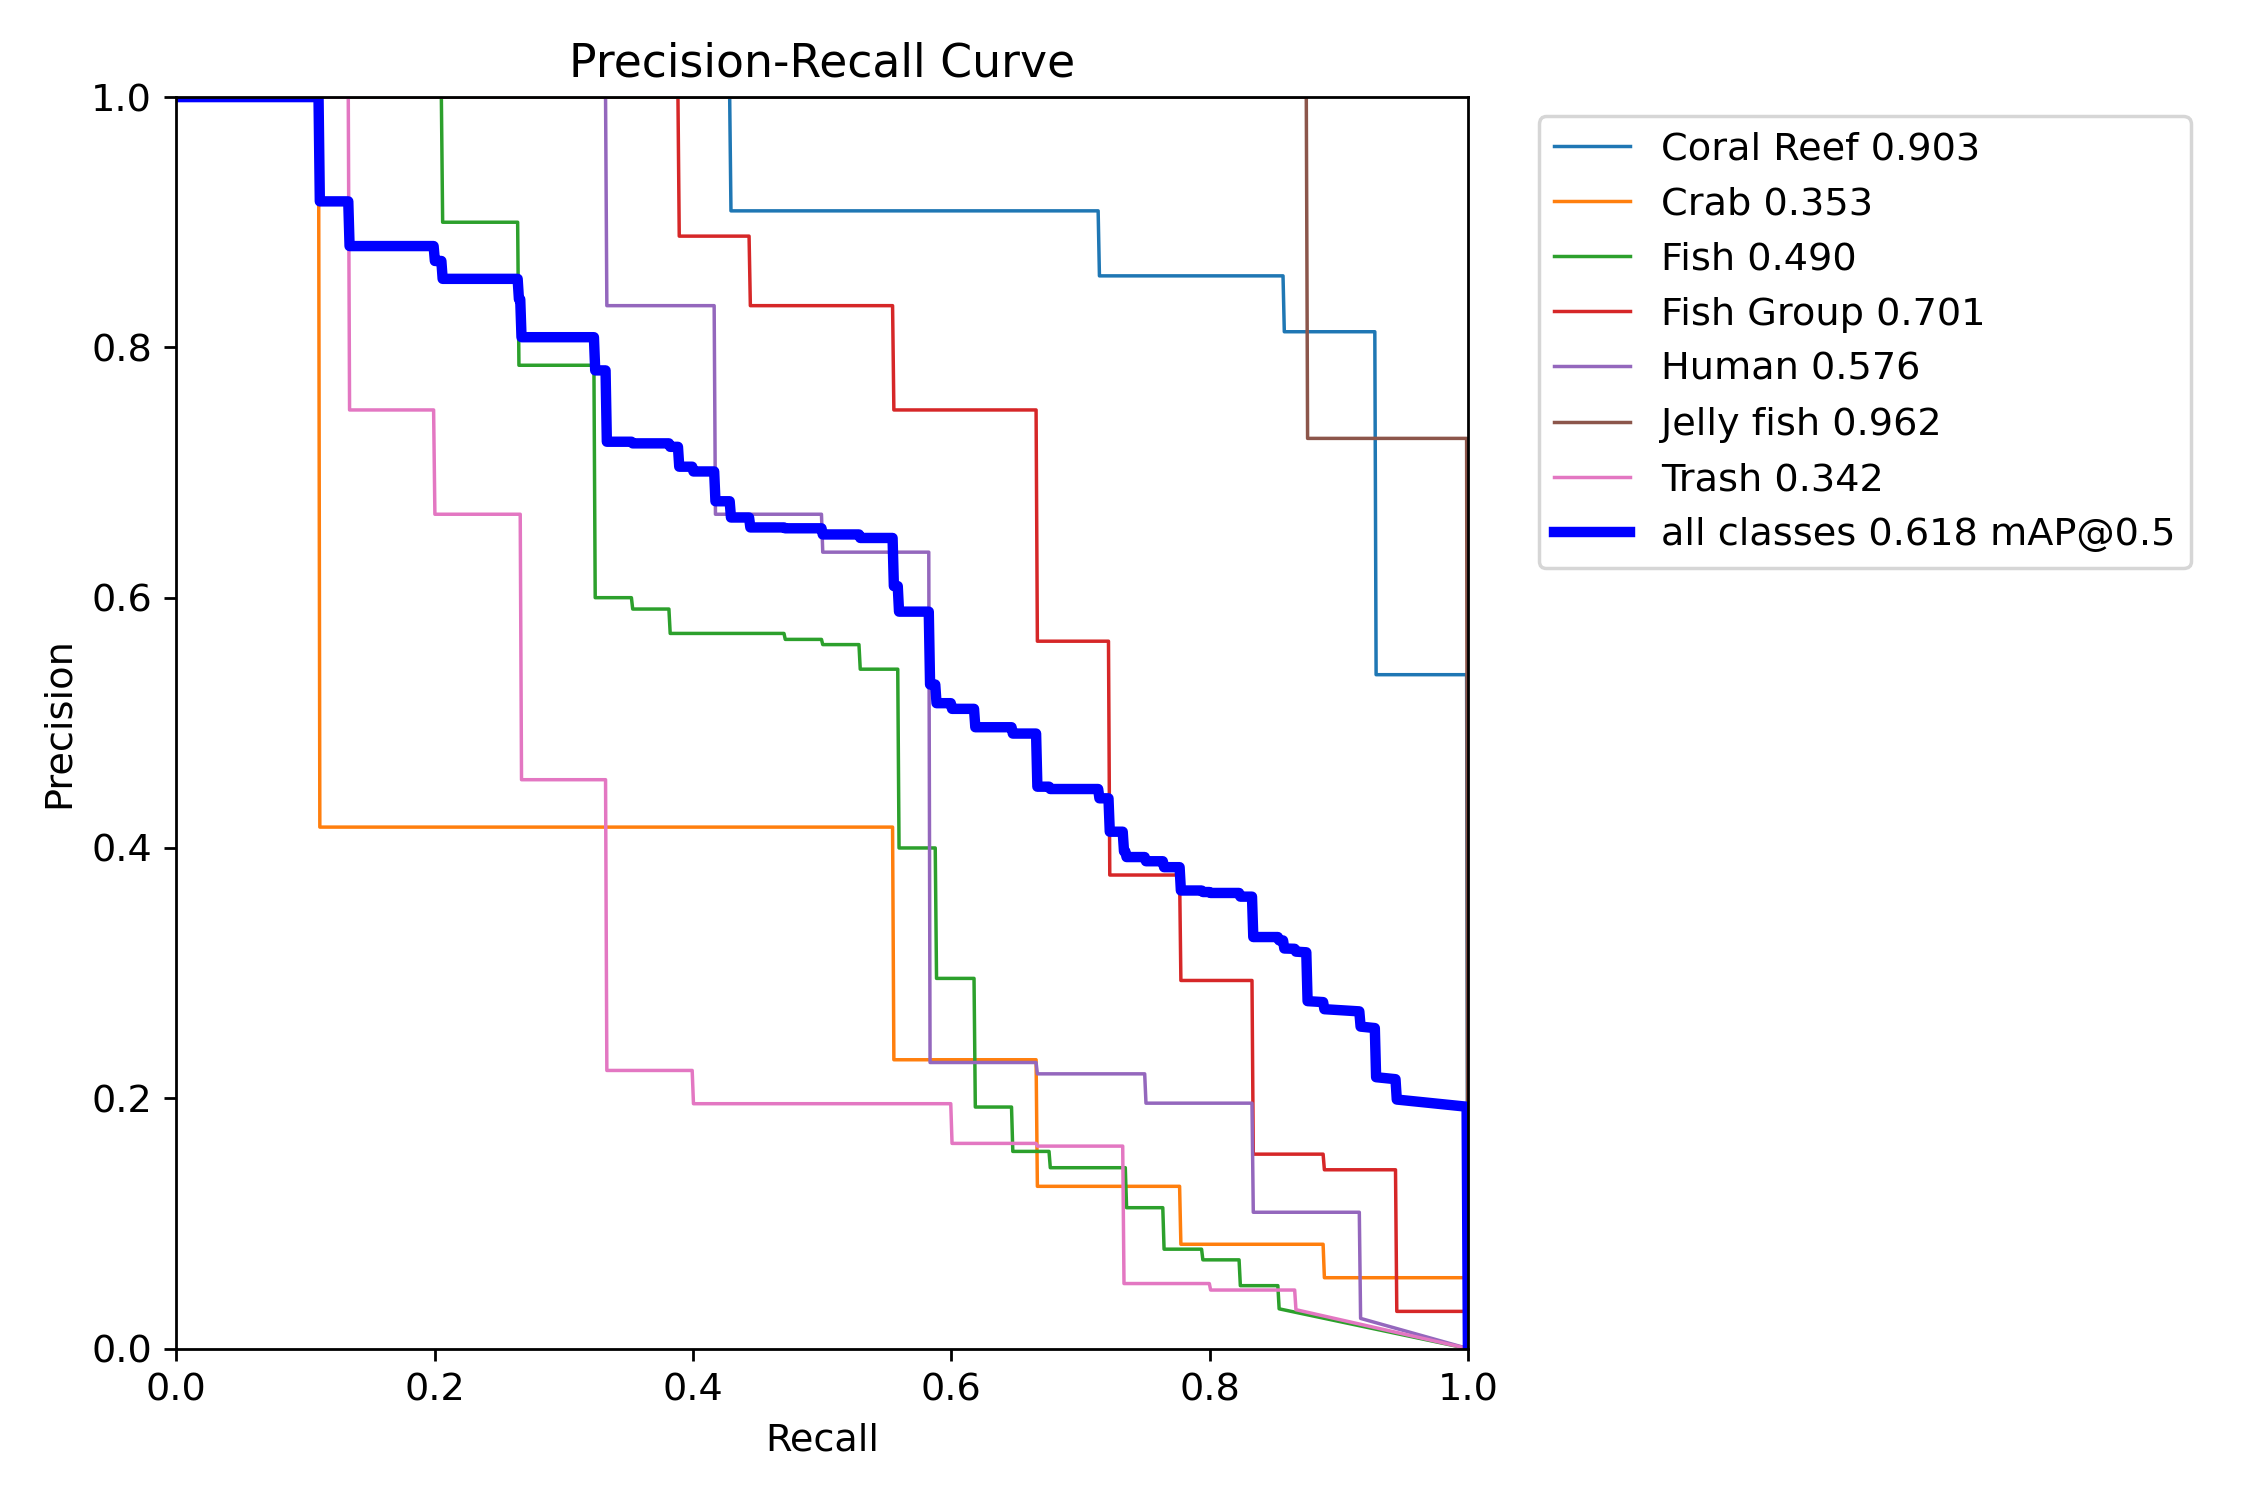 Precision-Recall Curve
1.0
0.8
0.6
0.4
0.2
0.0
Precision
0.0 0.2 0.4 0.6 0.8 1.0
Recall
Coral Reef 0.903
Crab 0.353
Fish 0.490
Fish Group 0.701
Human 0.576
Jelly fish 0.962
Trash 0.342
all classes 0.618 mAP@0.5